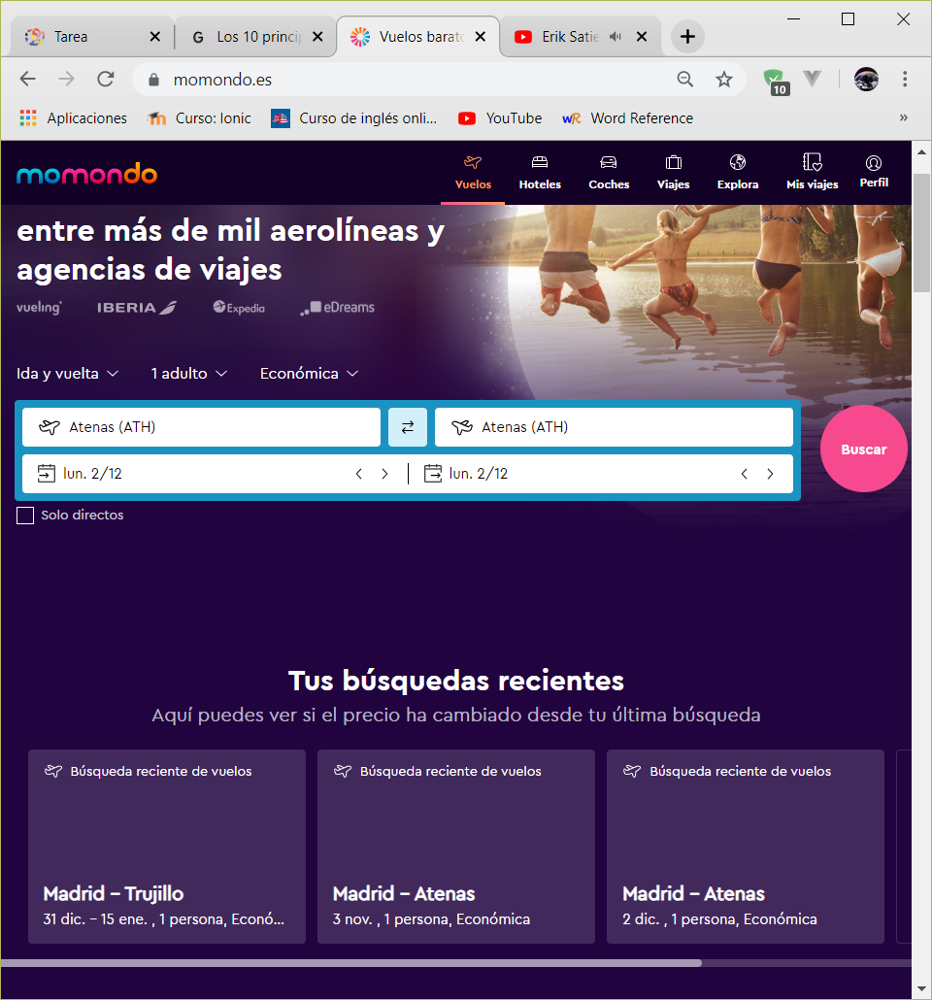 Tarea
Los 10 princip
Vuelos barato
Erik Satie
momondo.es
10
Aplicaciones
Curso: Ionic
Curso de inglés onli...
YouTube
WR
Word Reference
»
momondo
Vuelos
Hoteles
Coches
Viajes
Explora
Mis viajes
Perfil
entre más de mil aerolíneas y
agencias de viajes
vueling
IBERIA
Expedia
eDreams
Ida y vuelta
1 adulto
Económica
Atenas (ATH)
Atenas (ATH)
Buscar
lun. 2/12
lun. 2/12
Solo directos
Tus búsquedas recientes
Aquí puedes ver si el precio ha cambiado desde tu última búsqueda
Búsqueda reciente de vuelos
Búsqueda reciente de vuelos
Búsqueda reciente de vuelos
Madrid – Trujillo
Madrid – Atenas
Madrid – Atenas
31 dic. – 15 ene. , 1 persona, Econó...
3 nov. , 1 persona, Económica
2 dic. , 1 persona, Económica